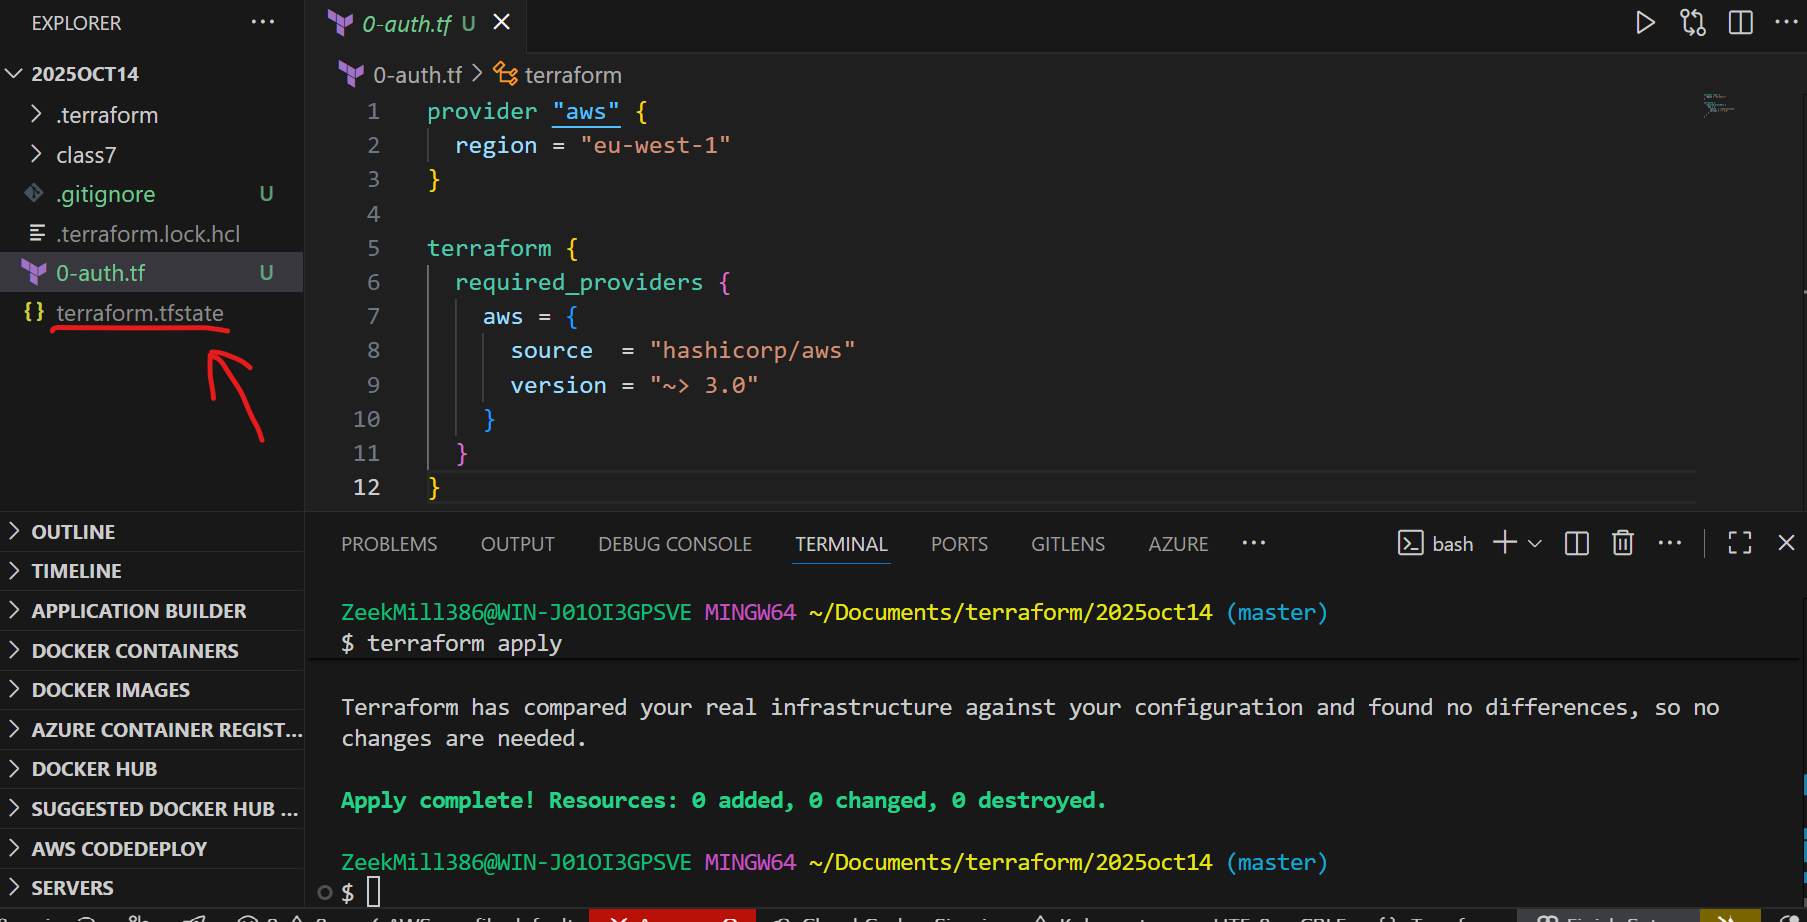 EXPLORER
2025OCT14
.terraform
class7
.gitignore U
.terraform.lock.hcl
0-auth.tf U
{} terraform.tfstate
OUTLINE
TIMELINE
APPLICATION BUILDER
DOCKER CONTAINERS
DOCKER IMAGES
AZURE CONTAINER REGIST...
DOCKER HUB
SUGGESTED DOCKER HUB ...
AWS CODEDEPLOY
SERVERS
0-auth.tf U
0-auth.tf > terraform
1 provider "aws" {
2 region = "eu-west-1"
3 }
4
5 terraform {
6 required_providers {
7 aws = {
8 source  = "hashicorp/aws"
9 version = "~> 3.0"
10 }
11 }
12 }
PROBLEMS OUTPUT DEBUG CONSOLE TERMINAL PORTS GITLENS AZURE ... bash
ZeekMill386@WIN-J01OI3GPSVE MINGW64 ~/Documents/terraform/2025oct14 (master)
$ terraform apply
Terraform has compared your real infrastructure against your configuration and found no differences, so no
changes are needed.
Apply complete! Resources: 0 added, 0 changed, 0 destroyed.
ZeekMill386@WIN-J01OI3GPSVE MINGW64 ~/Documents/terraform/2025oct14 (master)
$